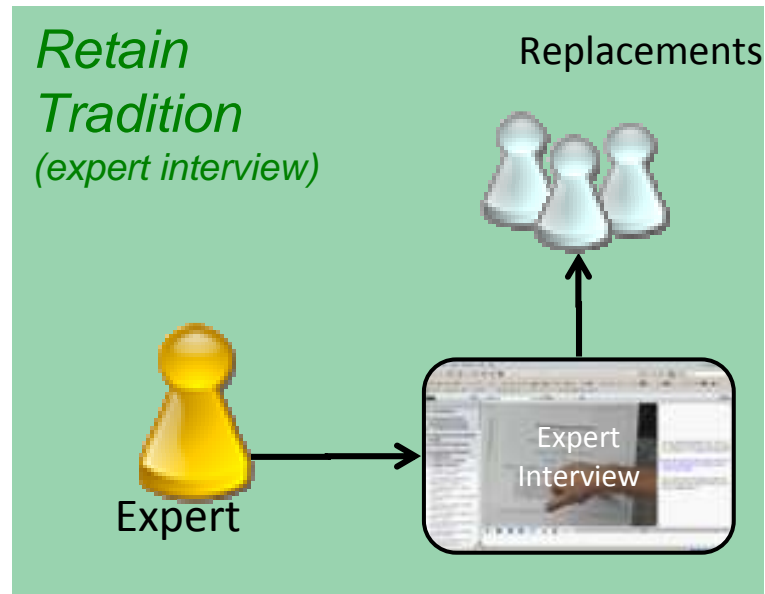 Retain
Tradition
(expert interview)
Replacements
Expert
Interview
Expert